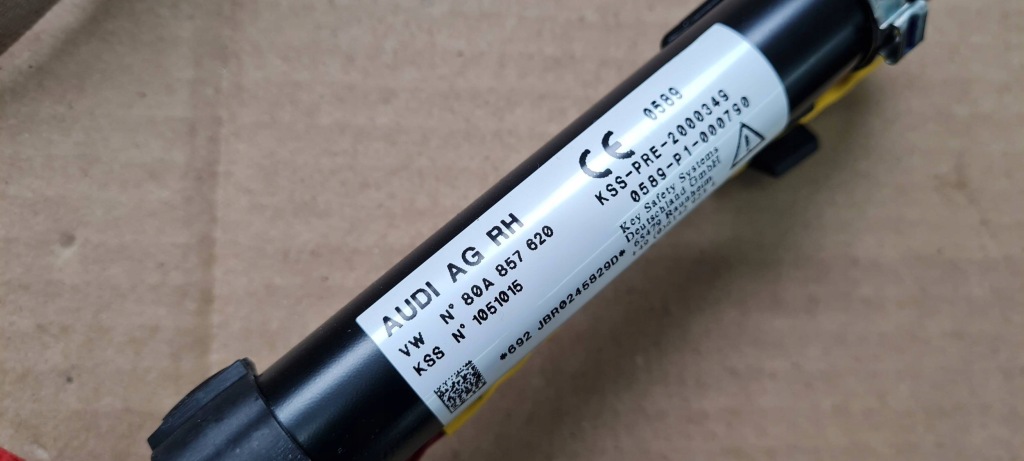 AUDI AG RH
VW N° 80A 857 620
KSS N° 1051015
*692 JBR0245829D*
CE 0589
KSS-PRE-2000349
0589-P1-000790
Key Safety Systems
Deutschland GmbH